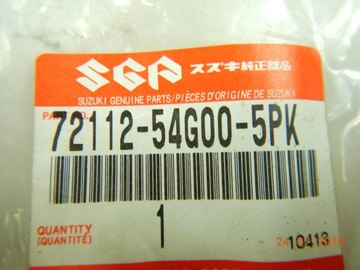 SGP スズキ純正部品
SUZUKI GENUINE PARTS/PIÈCES D'ORIGINE DE SUZUKI
72112-54G00-5PK
QUANTITY
(QUANTITÉ)
1
10413